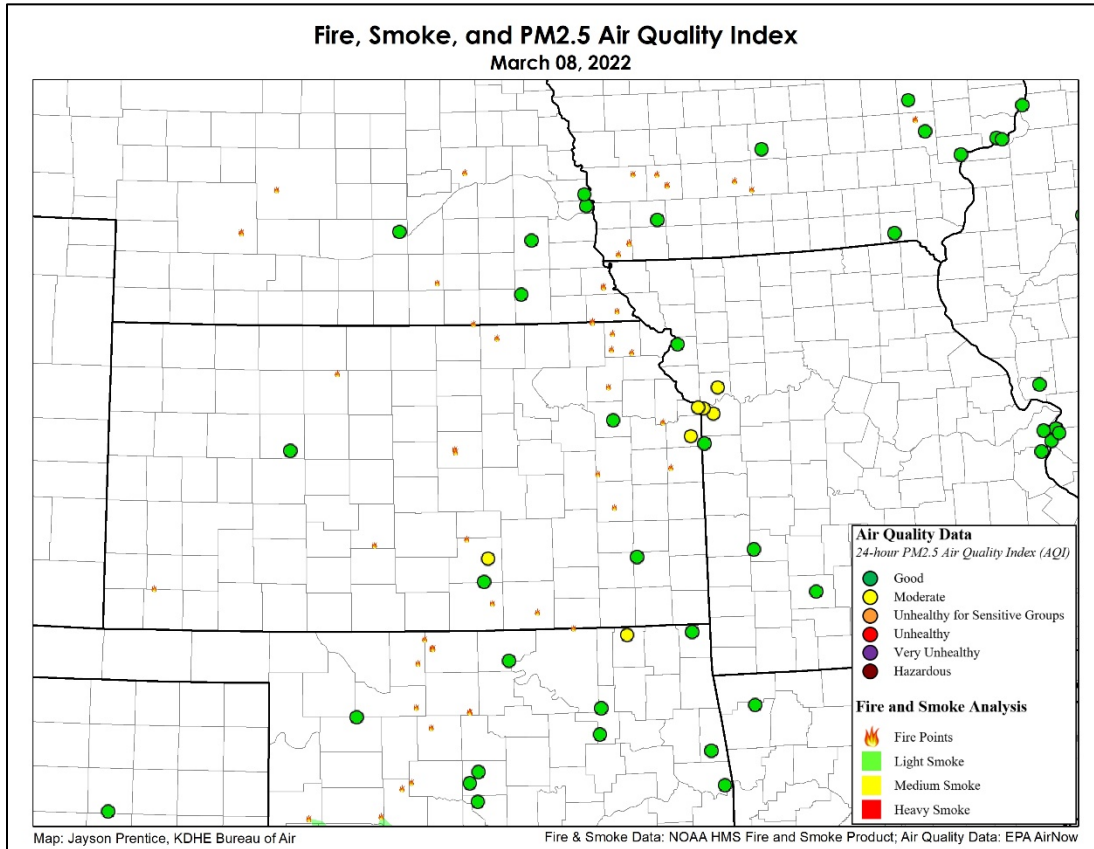 Fire, Smoke, and PM2.5 Air Quality Index
March 08, 2022
Air Quality Data
24-hour PM2.5 Air Quality Index (AQI)
Good
Moderate
Unhealthy for Sensitive Groups
Unhealthy
Very Unhealthy
Hazardous
Fire and Smoke Analysis
Fire Points
Light Smoke
Medium Smoke
Heavy Smoke
Map: Jayson Prentice, KDHE Bureau of Air
Fire & Smoke Data: NOAA HMS Fire and Smoke Product; Air Quality Data: EPA AirNow